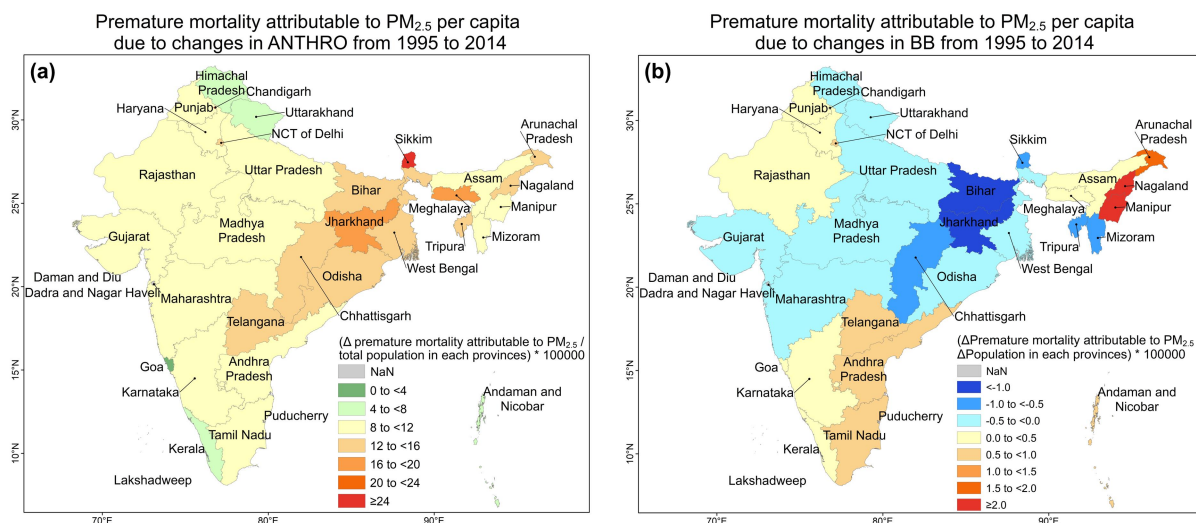 Premature mortality attributable to PM2.5 per capita
due to changes in ANTHRO from 1995 to 2014
(a)
Himachal
Pradesh
Chandigarh
Haryana
Punjab
Uttarakhand
NCT of Delhi
Arunachal
Pradesh
Sikkim
Rajasthan
Uttar Pradesh
Assam
Nagaland
Bihar
Meghalaya
Manipur
Jharkhand
Gujarat
Madhya
Pradesh
Tripura
Mizoram
West Bengal
Daman and Diu
Dadra and Nagar Haveli
Odisha
Maharashtra
Chhattisgarh
Telangana
(Δ premature mortality attributable to PM2.5 /
total population in each provinces) * 100000
NaN
0 to <4
4 to <8
8 to <12
12 to <16
16 to <20
20 to <24
≥24
Goa
Andhra
Pradesh
Karnataka
Andaman and
Nicobar
Puducherry
Tamil Nadu
Kerala
Lakshadweep
30°N
25°N
20°N
15°N
10°N
70°E
80°E
90°E
Premature mortality attributable to PM2.5 per capita
due to changes in BB from 1995 to 2014
(b)
Himachal
Pradesh
Chandigarh
Haryana
Punjab
Uttarakhand
NCT of Delhi
Arunachal
Pradesh
Sikkim
Rajasthan
Uttar Pradesh
Assam
Nagaland
Bihar
Meghalaya
Manipur
Jharkhand
Gujarat
Madhya
Pradesh
Tripura
Mizoram
West Bengal
Daman and Diu
Dadra and Nagar Haveli
Odisha
Maharashtra
Chhattisgarh
Telangana
(ΔPremature mortality attributable to PM2.5
ΔPopulation in each provinces) * 100000
NaN
<-1.0
-1.0 to <-0.5
-0.5 to <0.0
0.0 to <0.5
0.5 to <1.0
1.0 to <1.5
1.5 to <2.0
≥2.0
Goa
Andhra
Pradesh
Karnataka
Andaman and
Nicobar
Puducherry
Tamil Nadu
Kerala
Lakshadweep
30°N
25°N
20°N
15°N
10°N
70°E
80°E
90°E